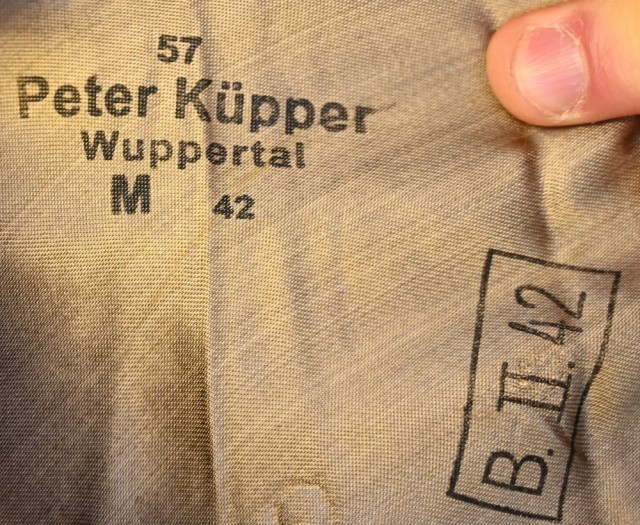 57
Peter Küpper
Wuppertal
M 42
B. II. 42